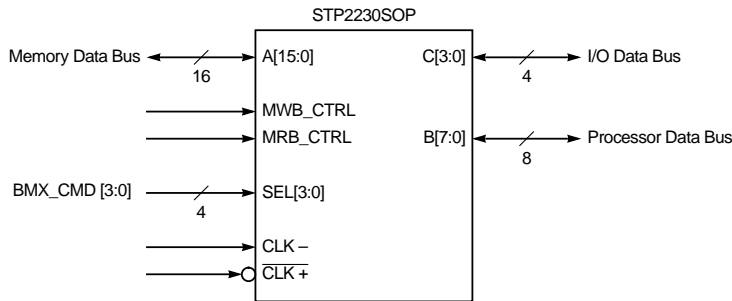 STP2230SOP
Memory Data Bus
16
A[15:0]
C[3:0]
4
I/O Data Bus
MWB_CTRL
MRB_CTRL
B[7:0]
8
Processor Data Bus
BMX_CMD [3:0]
4
SEL[3:0]
CLK –
CLK +